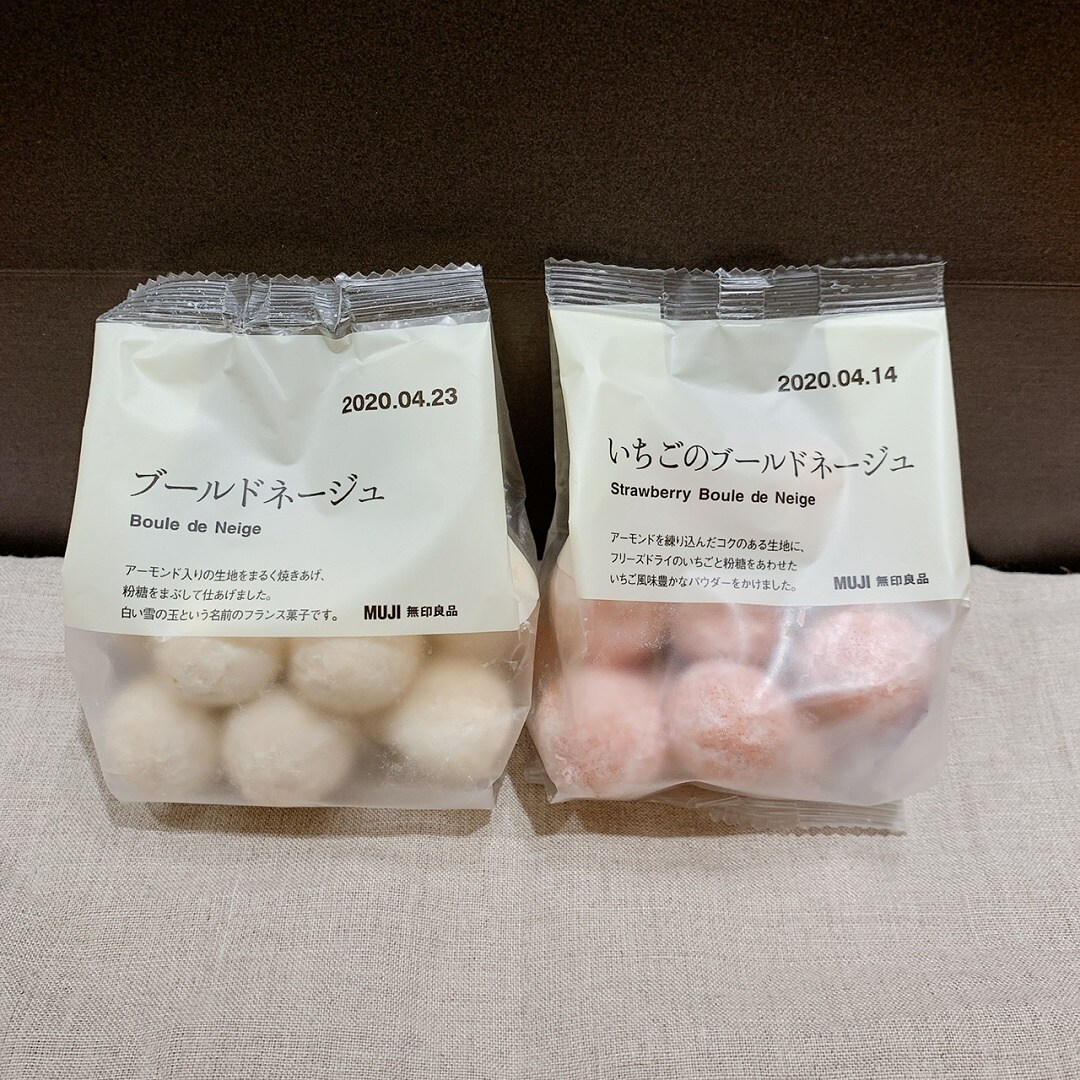 2020.04.23
ブールドネージュ
Boule de Neige
アーモンド入りの生地をまるく焼きあげ、
粉糖をまぶして仕あげました。
白い雪の玉という名前のフランス菓子です。
MUJI 無印良品
2020.04.14
いちごのブールドネージュ
Strawberry Boule de Neige
アーモンドを練り込んだコクのある生地に、
フリーズドライのいちごと粉糖をあわせた
いちご風味豊かなパウダーをかけました。
MUJI 無印良品